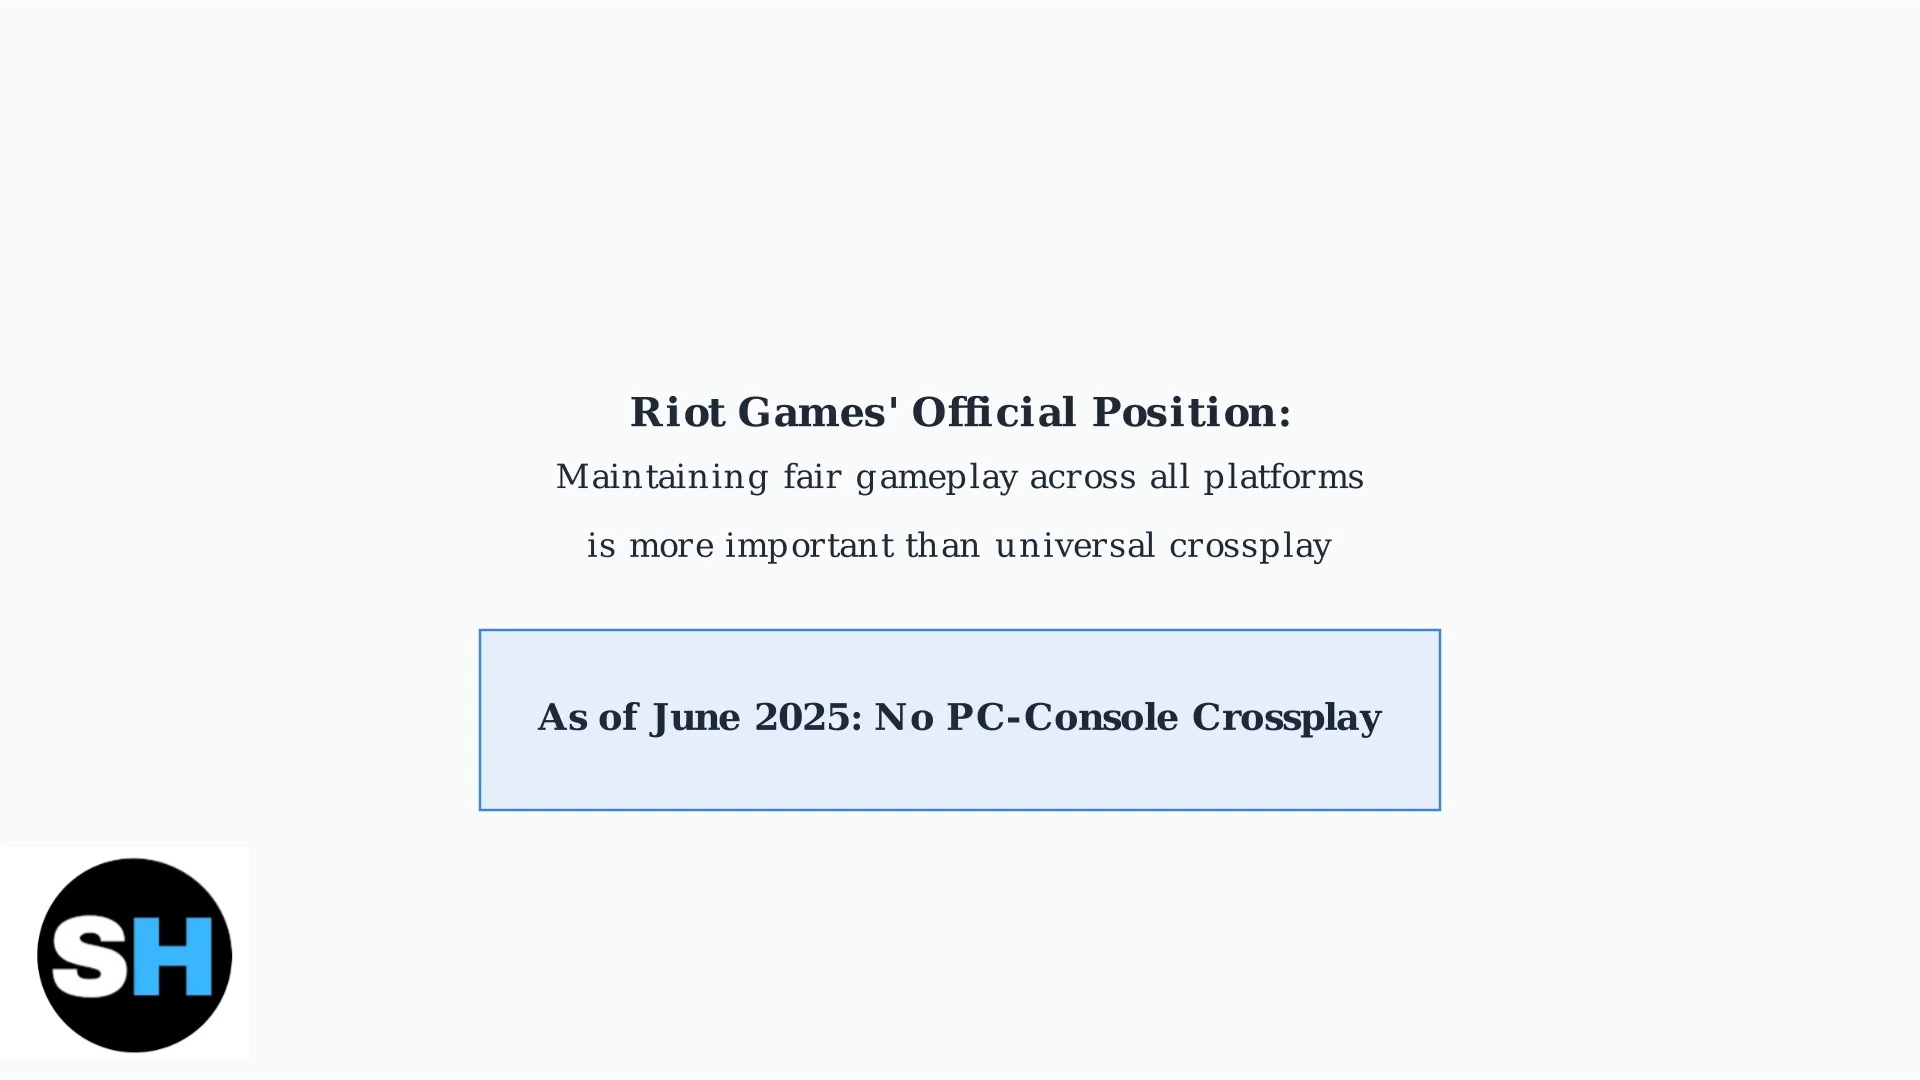 Riot Games' Official Position:
Maintaining fair gameplay across all platforms
is more important than universal crossplay
As of June 2025: No PC-Console Crossplay
SH